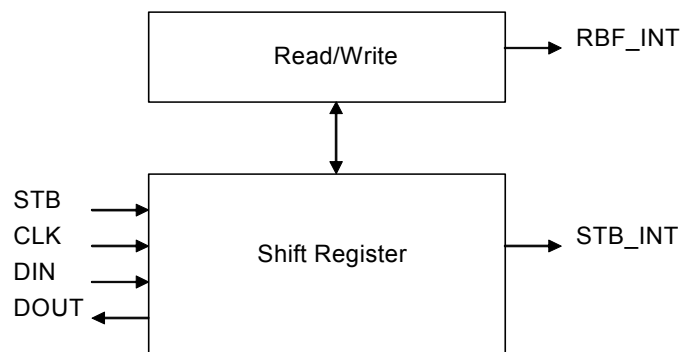 Read/Write
RBF_INT
STB
CLK
DIN
DOUT
Shift Register
STB_INT